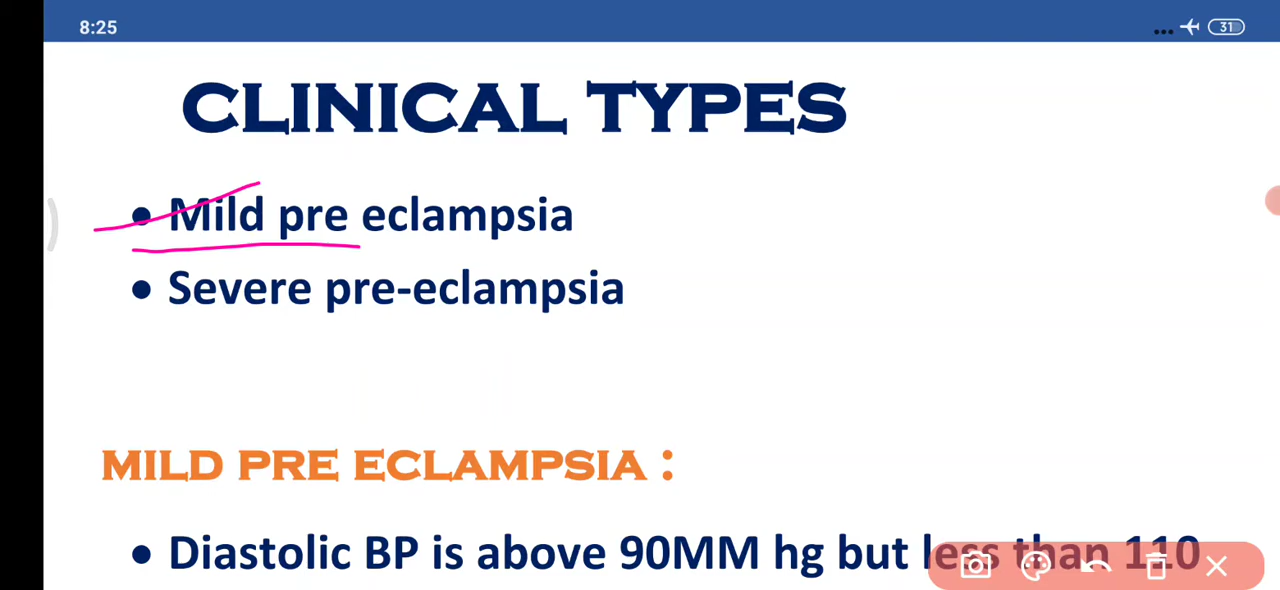 8:25
31
CLINICAL TYPES
• Mild pre eclampsia
• Severe pre-eclampsia
MILD PRE ECLAMPSIA :
• Diastolic BP is above 90MM hg but less than 110